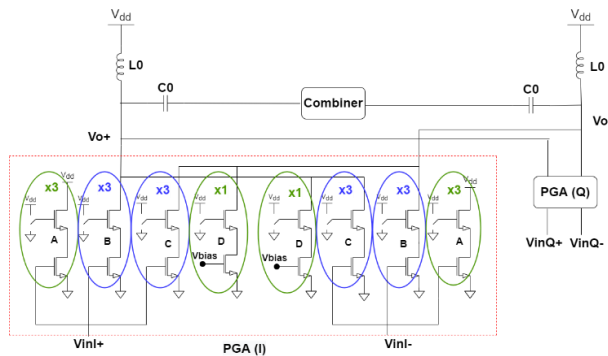 Vdd
Vdd
L0
L0
C0
C0
Combiner
Vo+
Vo
x3
x3
x3
x1
x1
x3
x3
x3
Vdd
Vdd
Vdd
Vdd
Vdd
Vdd
Vdd
Vdd
Vdd
Vdd
A
B
C
D
D
C
B
A
Vbias
Vbias
PGA (Q)
VinQ+
VinQ-
VinI+
PGA (I)
VinI-